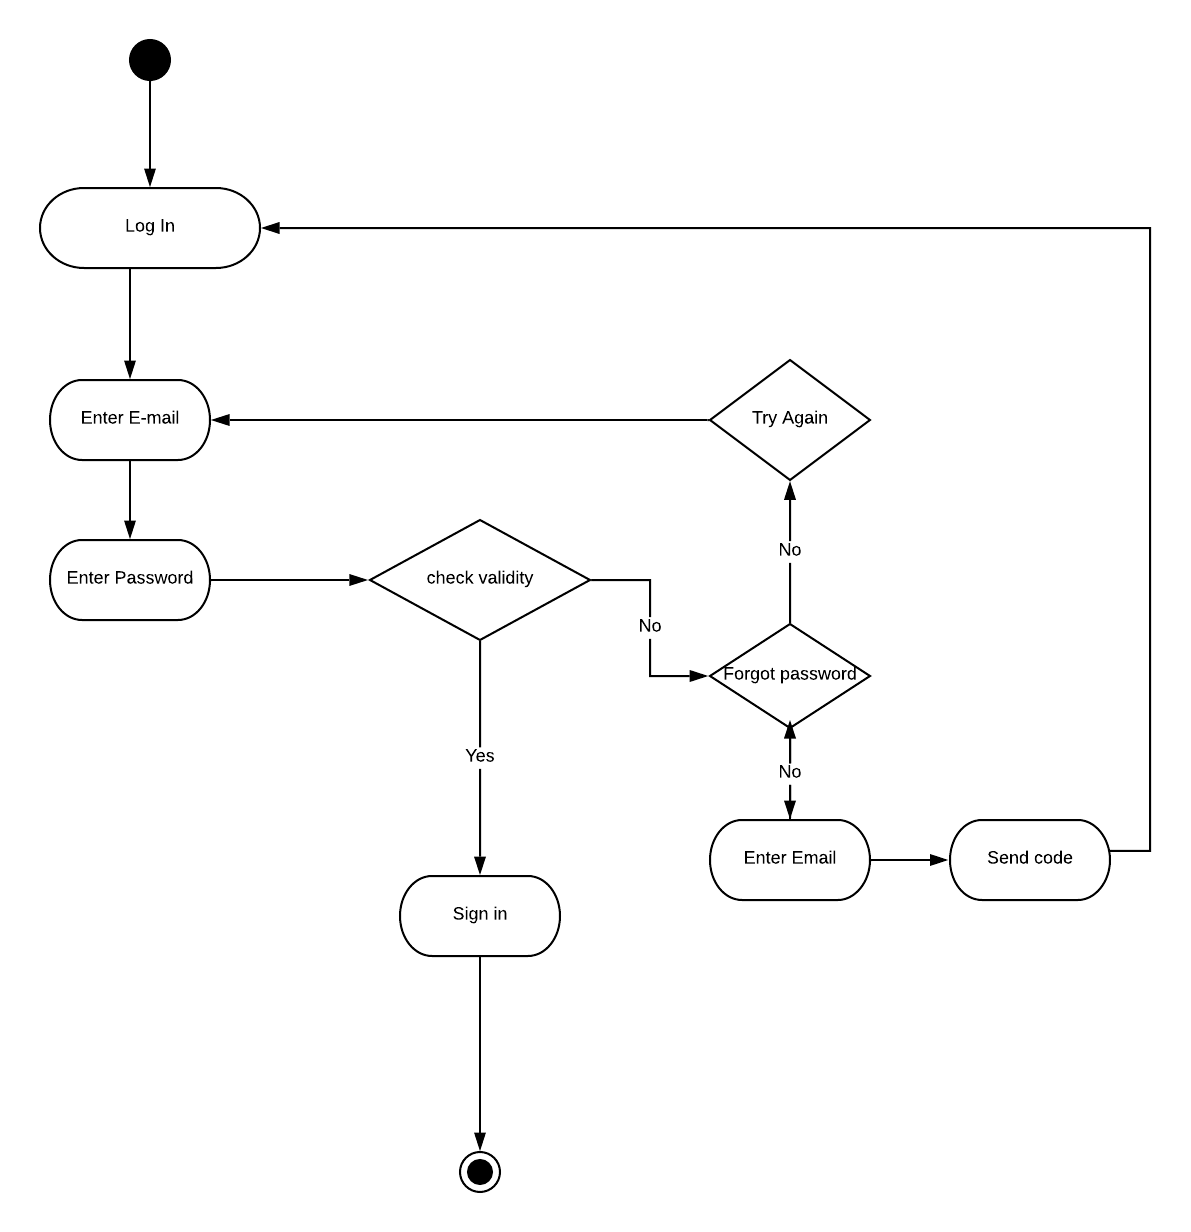 Log In
Enter E-mail
Try Again
No
Enter Password
check validity
No
Forgot password
Yes
No
Enter Email
Send code
Sign in